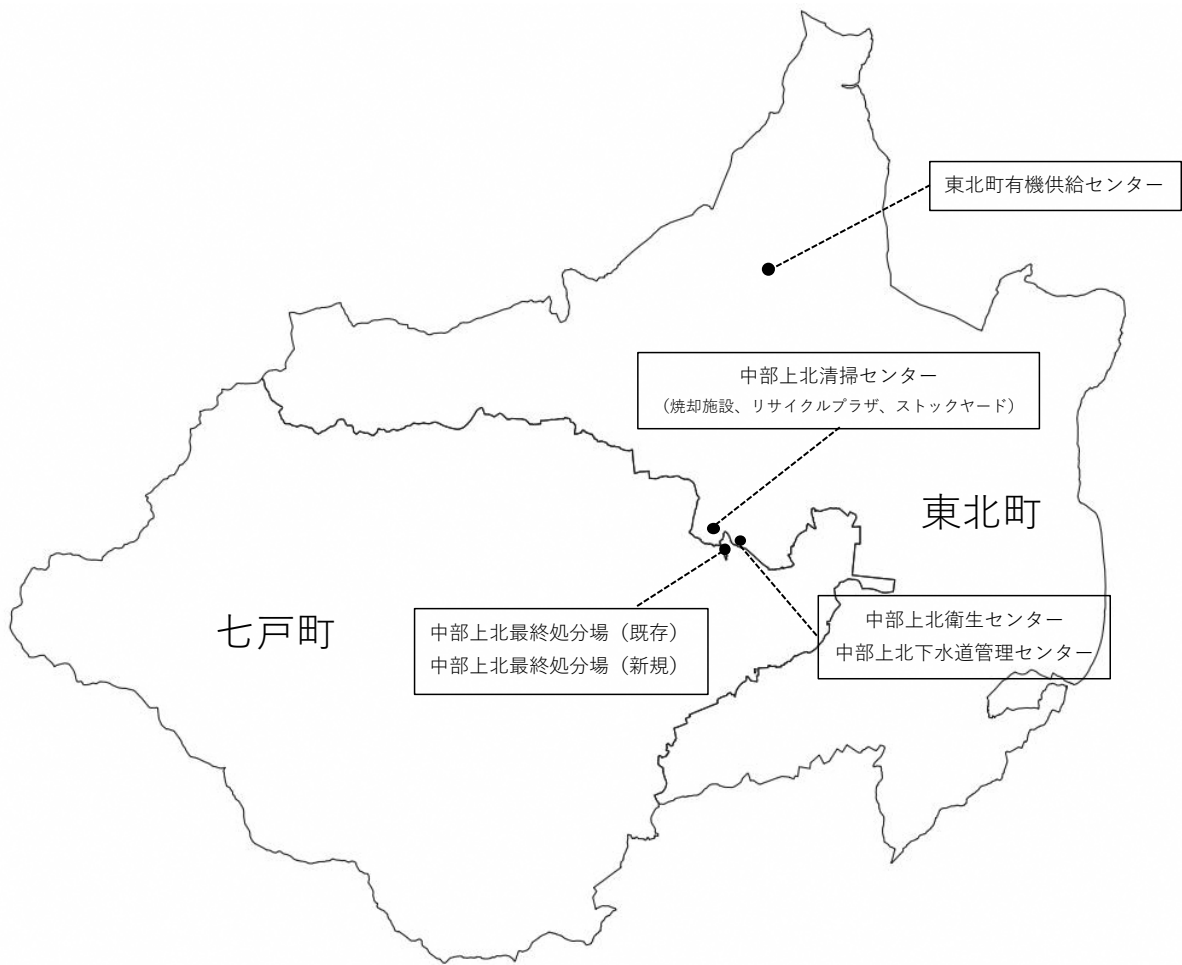 東北町有機供給センター
中部上北清掃センター
（焼却施設、リサイクルプラザ、ストックヤード）
東北町
七戸町
中部上北最終処分場（既存）
中部上北最終処分場（新規）
中部上北衛生センター
中部上北下水道管理センター